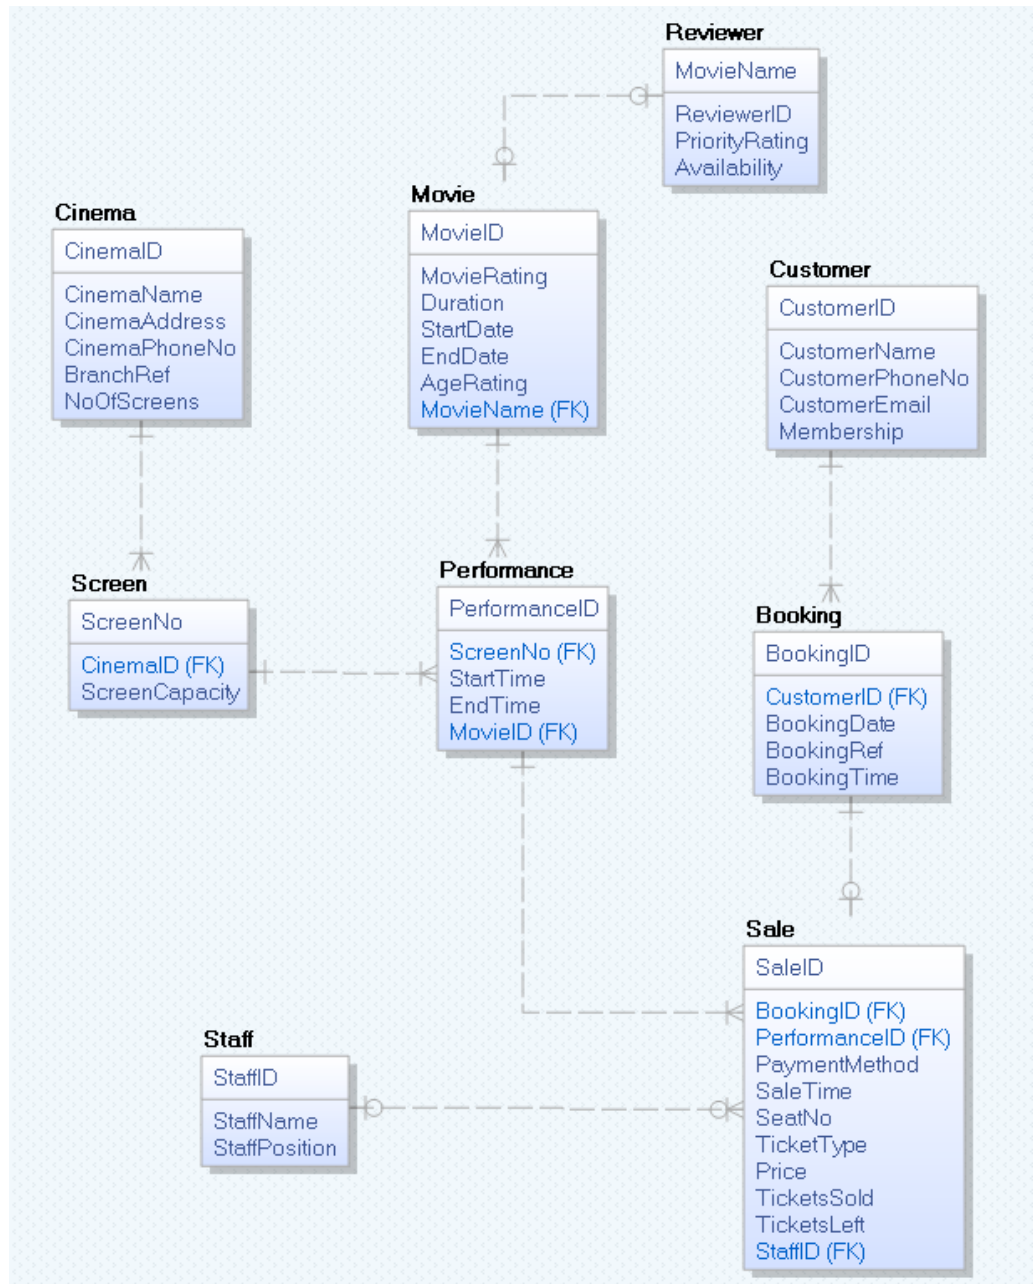 Reviewer
MovieName
ReviewerID
PriorityRating
Availability
Movie
MovieID
MovieRating
Duration
StartDate
EndDate
AgeRating
MovieName (FK)
Cinema
CinemaID
CinemaName
CinemaAddress
CinemaPhoneNo
BranchRef
NoOfScreens
Customer
CustomerID
CustomerName
CustomerPhoneNo
CustomerEmail
Membership
Screen
ScreenNo
CinemaID (FK)
ScreenCapacity
Performance
PerformanceID
ScreenNo (FK)
StartTime
EndTime
MovieID (FK)
Booking
BookingID
CustomerID (FK)
BookingDate
BookingRef
BookingTime
Sale
SaleID
BookingID (FK)
PerformanceID (FK)
PaymentMethod
SaleTime
SeatNo
TicketType
Price
TicketsSold
TicketsLeft
StaffID (FK)
Staff
StaffID
StaffName
StaffPosition